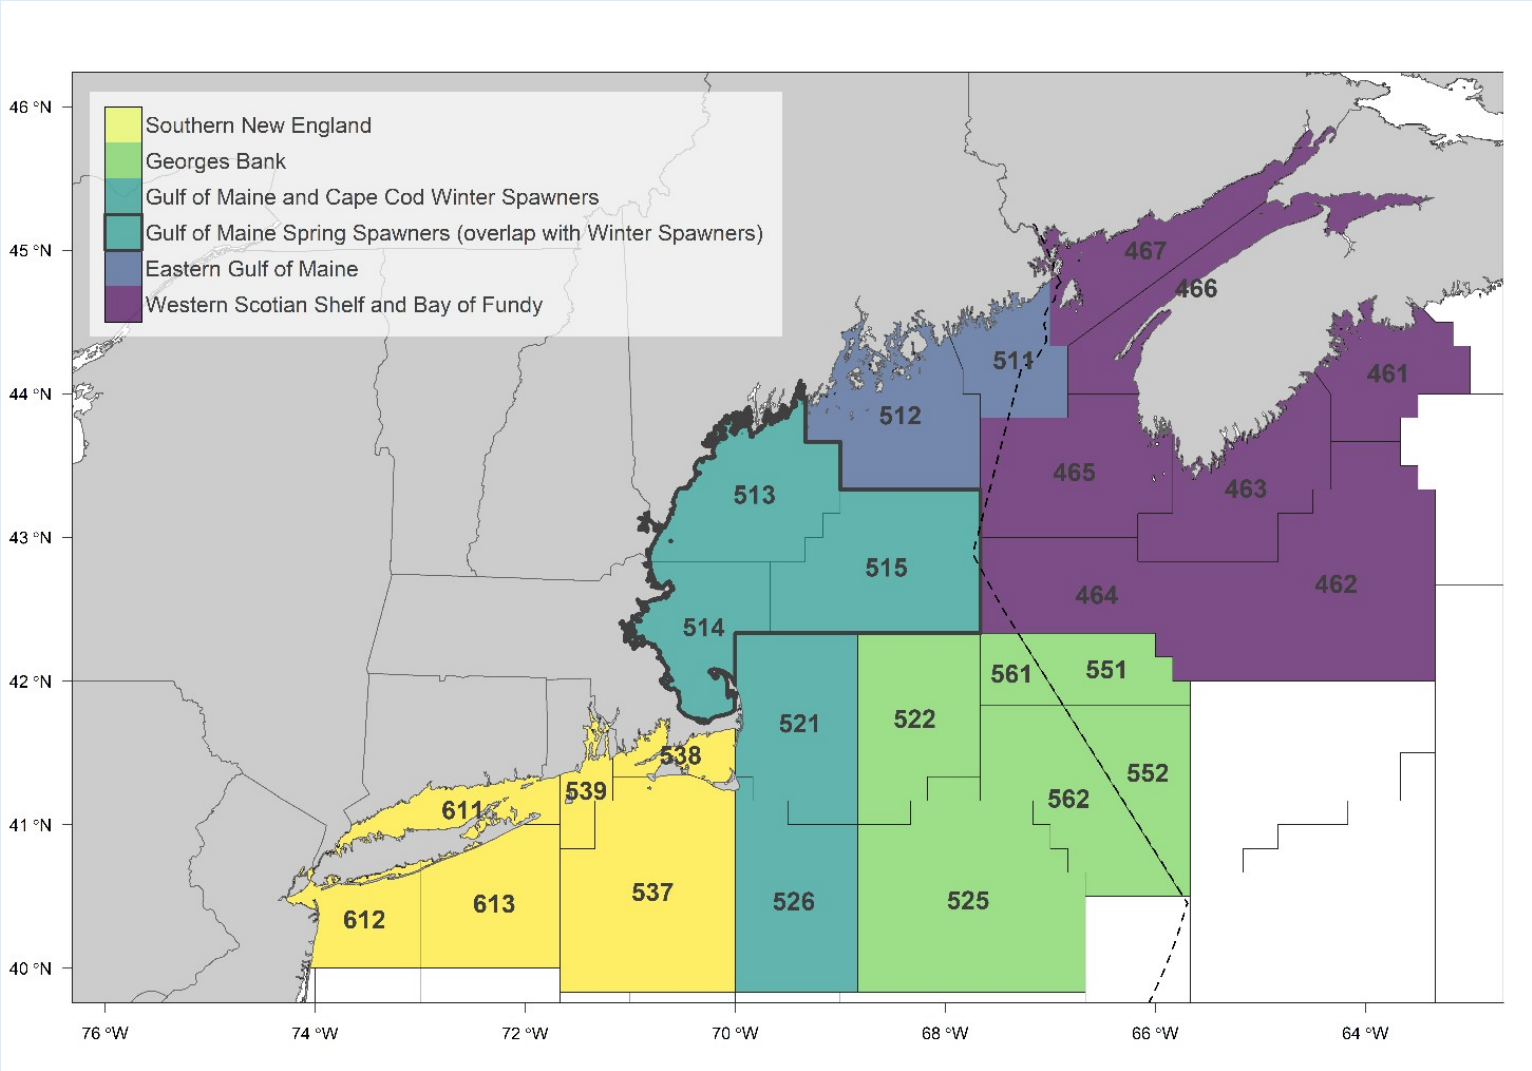 46 °N
45 °N
44 °N
43 °N
42 °N
41 °N
40 °N
Southern New England
Georges Bank
Gulf of Maine and Cape Cod Winter Spawners
Gulf of Maine Spring Spawners (overlap with Winter Spawners)
Eastern Gulf of Maine
Western Scotian Shelf and Bay of Fundy
467
466
511
461
512
465
463
513
515
464
462
514
561
551
521
522
538
552
539
562
611
537
526
525
613
612
76 °W
74 °W
72 °W
70 °W
68 °W
66 °W
64 °W